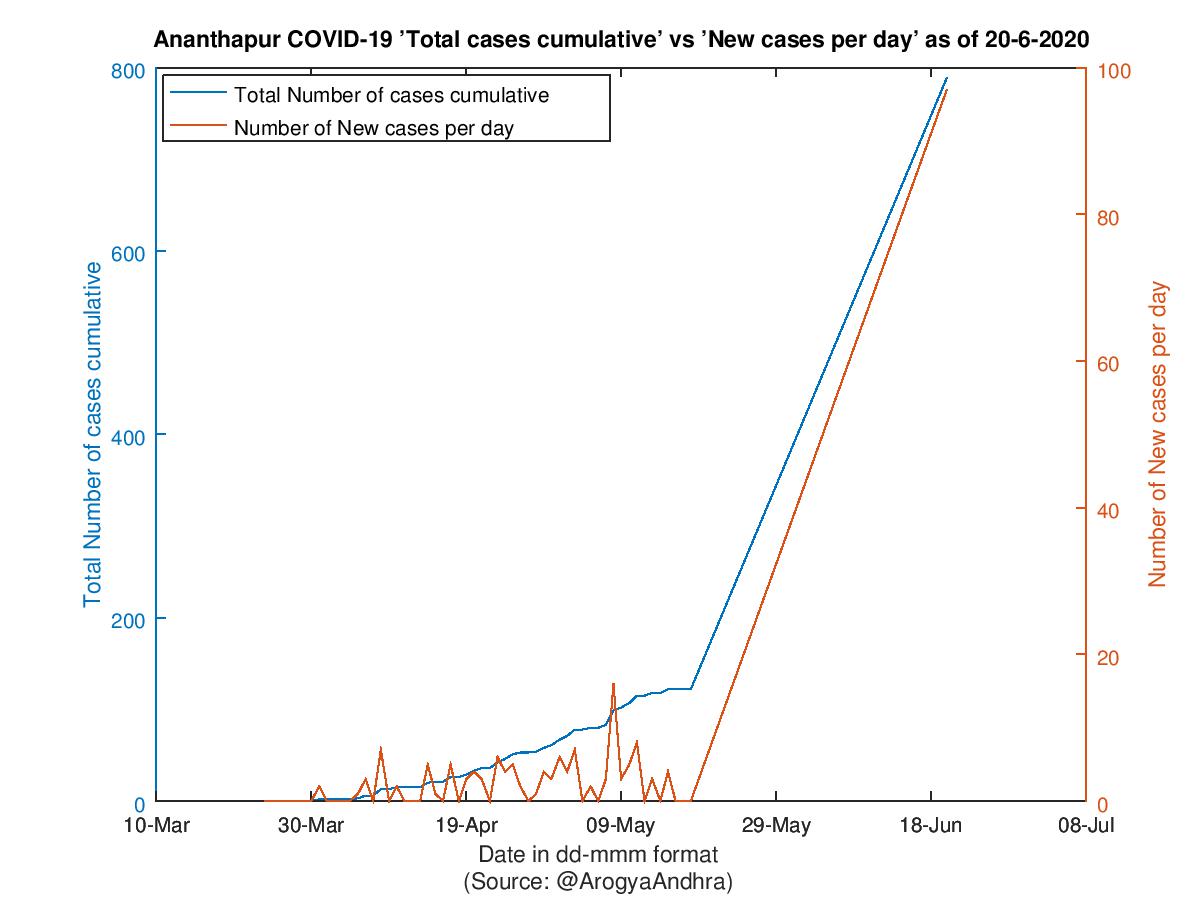 Ananthapur COVID-19 ’Total cases cumulative’ vs ’New cases per day’ as of 20-6-2020
Total Number of cases cumulative
Number of New cases per day
Total Number of cases cumulative
800
600
400
200
0
100
80
60
40
20
0
Number of New cases per day
10-Mar 30-Mar 19-Apr 09-May 29-May 18-Jun 08-Jul
Date in dd-mmm format
(Source: @ArogyaAndhra)